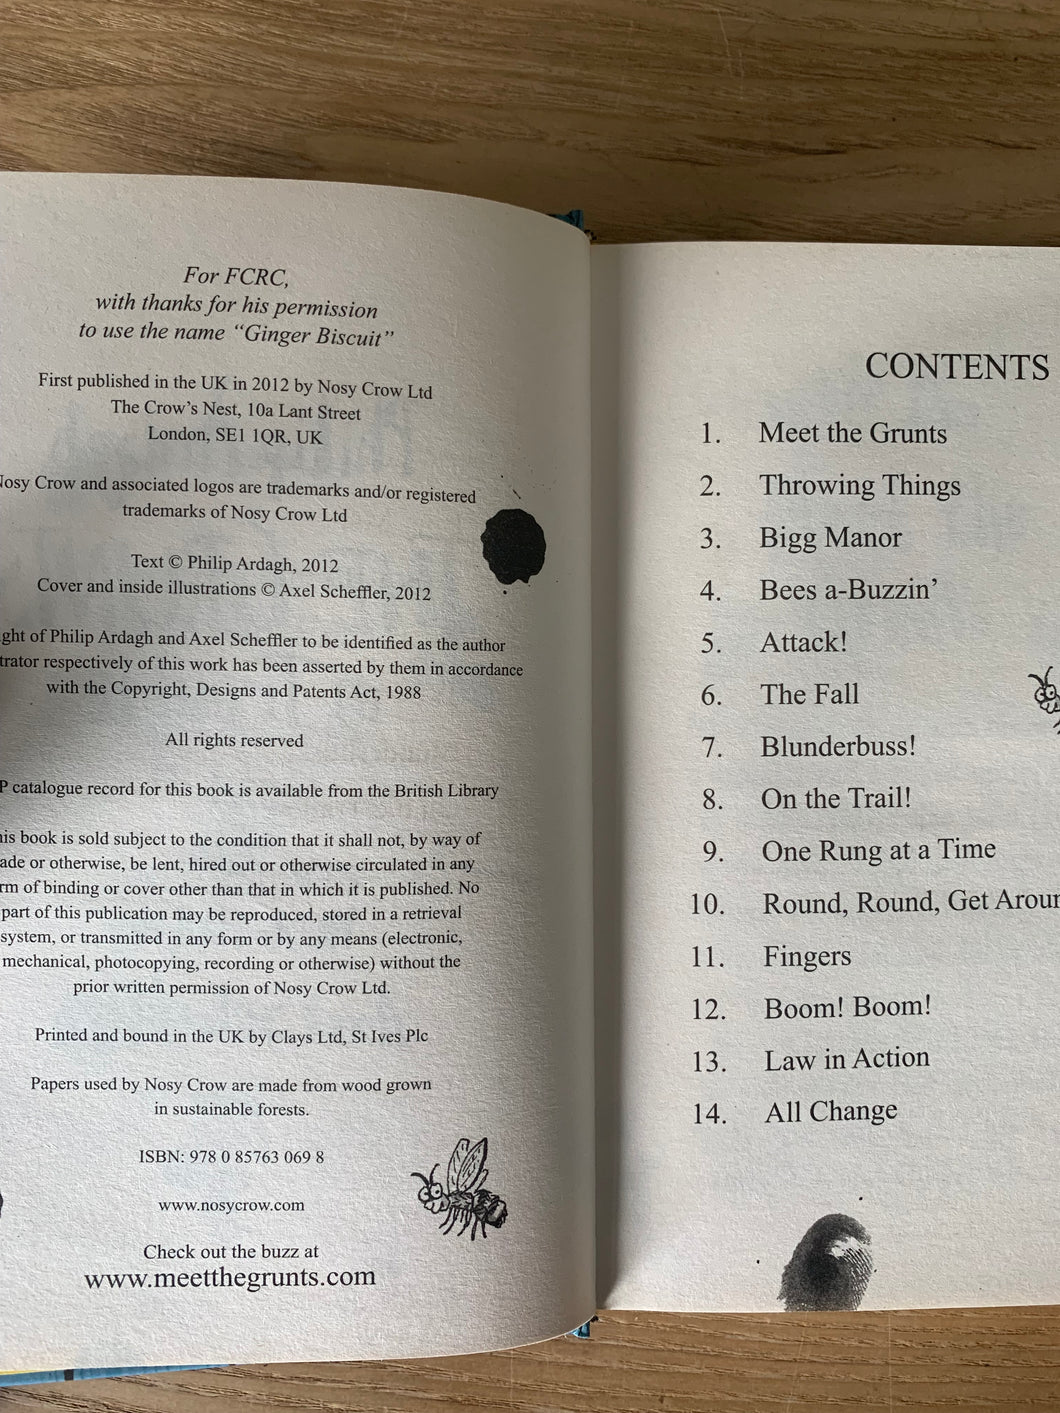 For FCRC,
with thanks for his permission
to use the name “Ginger Biscuit”
First published in the UK in 2012 by Nosy Crow Ltd
The Crow’s Nest, 10a Lant Street
London, SE1 1QR, UK
Nosy Crow and associated logos are trademarks and/or registered
trademarks of Nosy Crow Ltd
Text © Philip Ardagh, 2012
Cover and inside illustrations © Axel Scheffler, 2012
of Philip Ardagh and Axel Scheffler to be identified as the author
respectively of this work has been asserted by them in accordance
with the Copyright, Designs and Patents Act, 1988
All rights reserved
catalogue record for this book is available from the British Library
book is sold subject to the condition that it shall not, by way of
or otherwise, be lent, hired out or otherwise circulated in any
of binding or cover other than that in which it is published. No
part of this publication may be reproduced, stored in a retrieval
system, or transmitted in any form or by any means (electronic,
mechanical, photocopying, recording or otherwise) without the
prior written permission of Nosy Crow Ltd.
Printed and bound in the UK by Clays Ltd, St Ives Plc
Papers used by Nosy Crow are made from wood grown
in sustainable forests.
ISBN: 978 0 85763 069 8
www.nosycrow.com
Check out the buzz at
www.meetthegrunts.com
CONTENTS
1. Meet the Grunts
2. Throwing Things
3. Bigg Manor
4. Bees a-Buzzin’
5. Attack!
6. The Fall
7. Blunderbuss!
8. On the Trail!
9. One Rung at a Time
10. Round, Round, Get
11. Fingers
12. Boom! Boom!
13. Law in Action
14. All Change